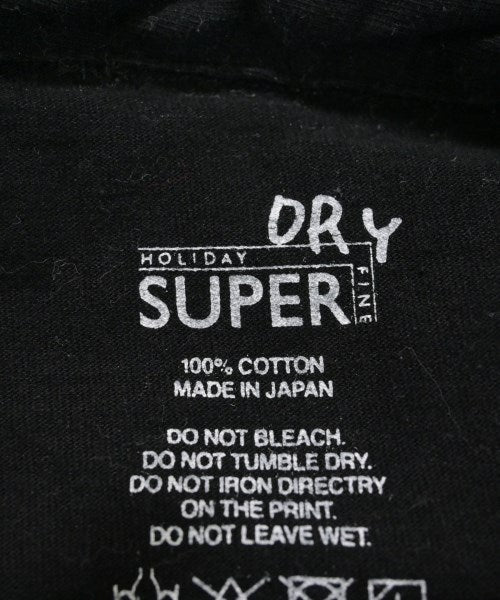 DRY
HOLIDAY
SUPER
FINE
100% COTTON
MADE IN JAPAN
DO NOT BLEACH.
DO NOT TUMBLE DRY.
DO NOT IRON DIRECTRY
ON THE PRINT.
DO NOT LEAVE WET.